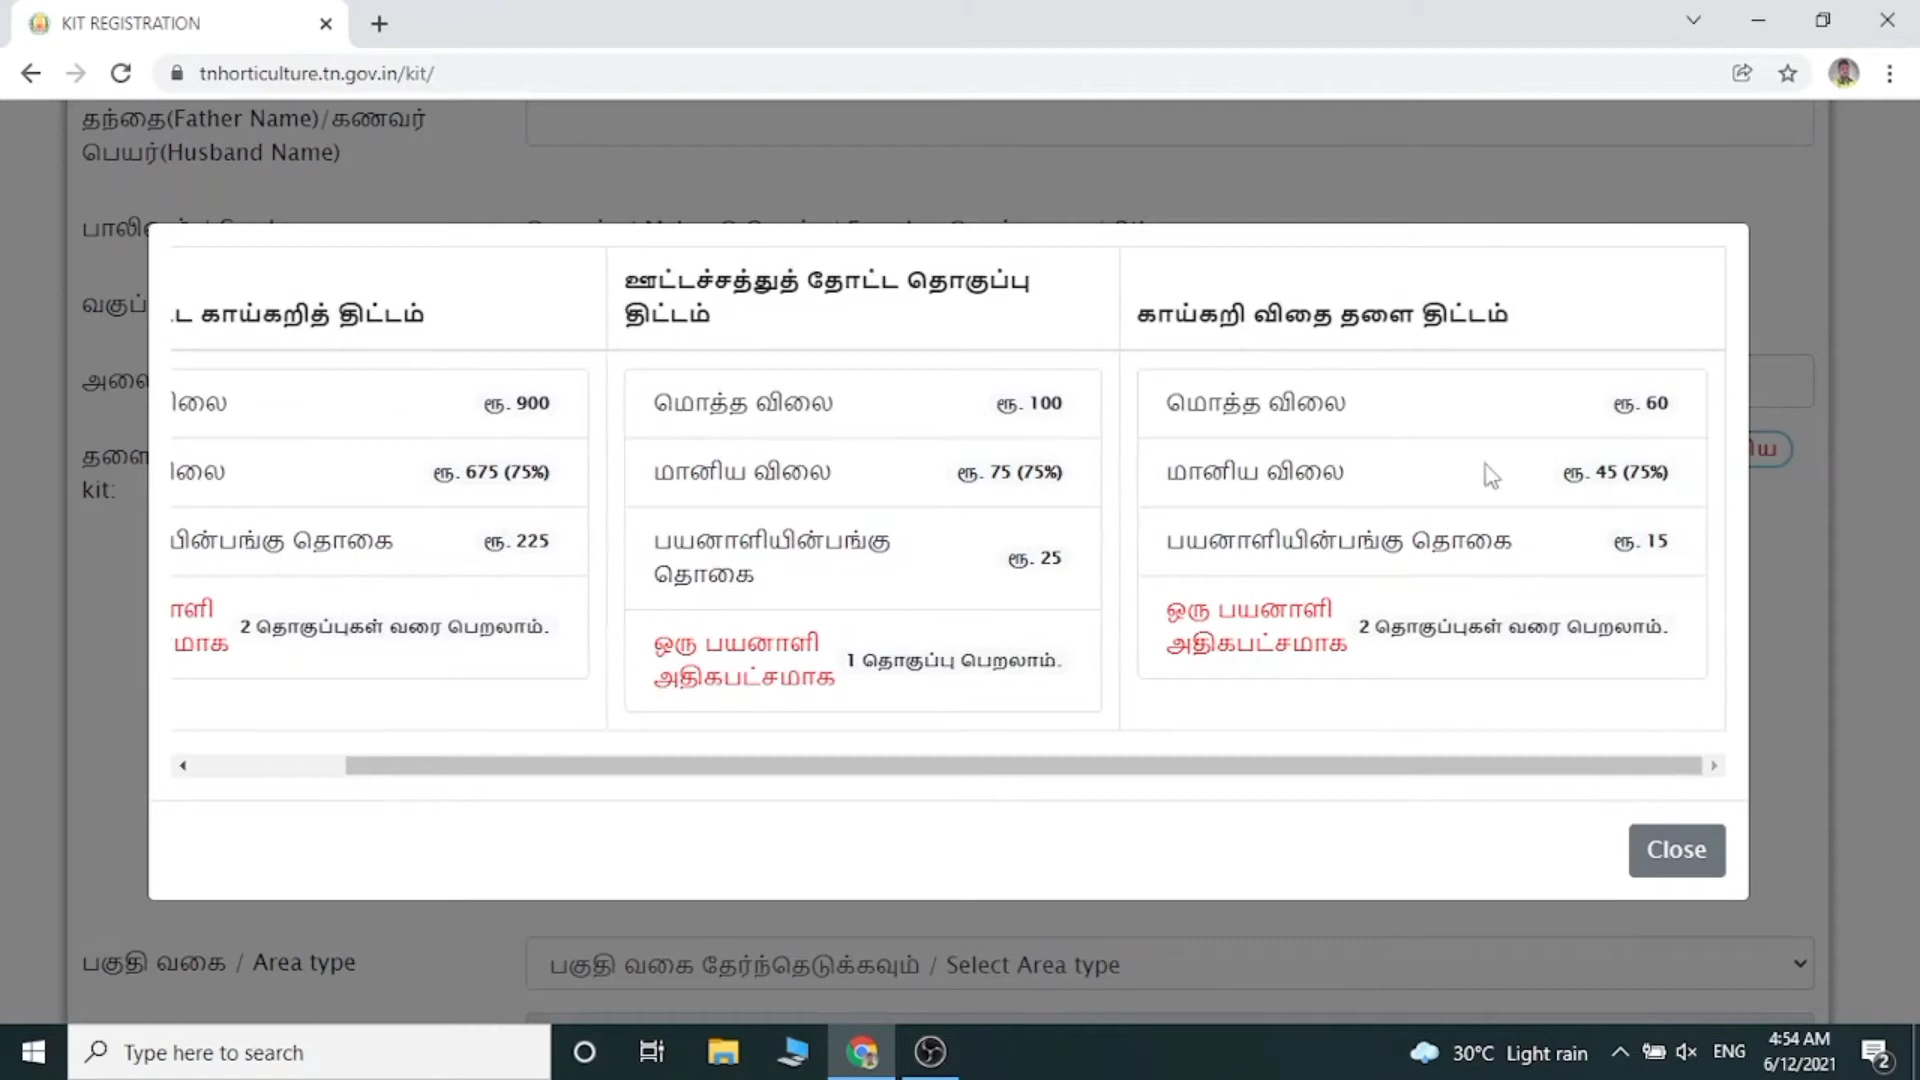 KIT REGISTRATION
tnhorticulture.tn.gov.in/kit/
தந்தை(Father Name)/கணவர்
பெயர்(Husband Name)
kit:
ட காய்கறித் திட்டம்
ஊட்டச்சத்துத் தோட்ட தொகுப்பு
திட்டம்
காய்கறி விதை தளை திட்டம்
ரூ. 900
ரூ. 675 (75%)
யின்பங்கு தொகை ரூ. 225
2 தொகுப்புகள் வரை பெறலாம்.
மொத்த விலை ரூ. 100
மானிய விலை ரூ. 75 (75%)
பயனாளியின்பங்கு
தொகை
ரூ. 25
ஒரு பயனாளி
அதிகபட்சமாக
1 தொகுப்பு பெறலாம்.
மொத்த விலை ரூ. 60
மானிய விலை ரூ. 45 (75%)
பயனாளியின்பங்கு தொகை ரூ. 15
ஒரு பயனாளி
அதிகபட்சமாக
2 தொகுப்புகள் வரை பெறலாம்.
Close
பகுதி வகை / Area type
பகுதி வகை தேர்ந்தெடுக்கவும் / Select Area type
Type here to search
30°C Light rain
ENG
4:54 AM
6/12/2021
2